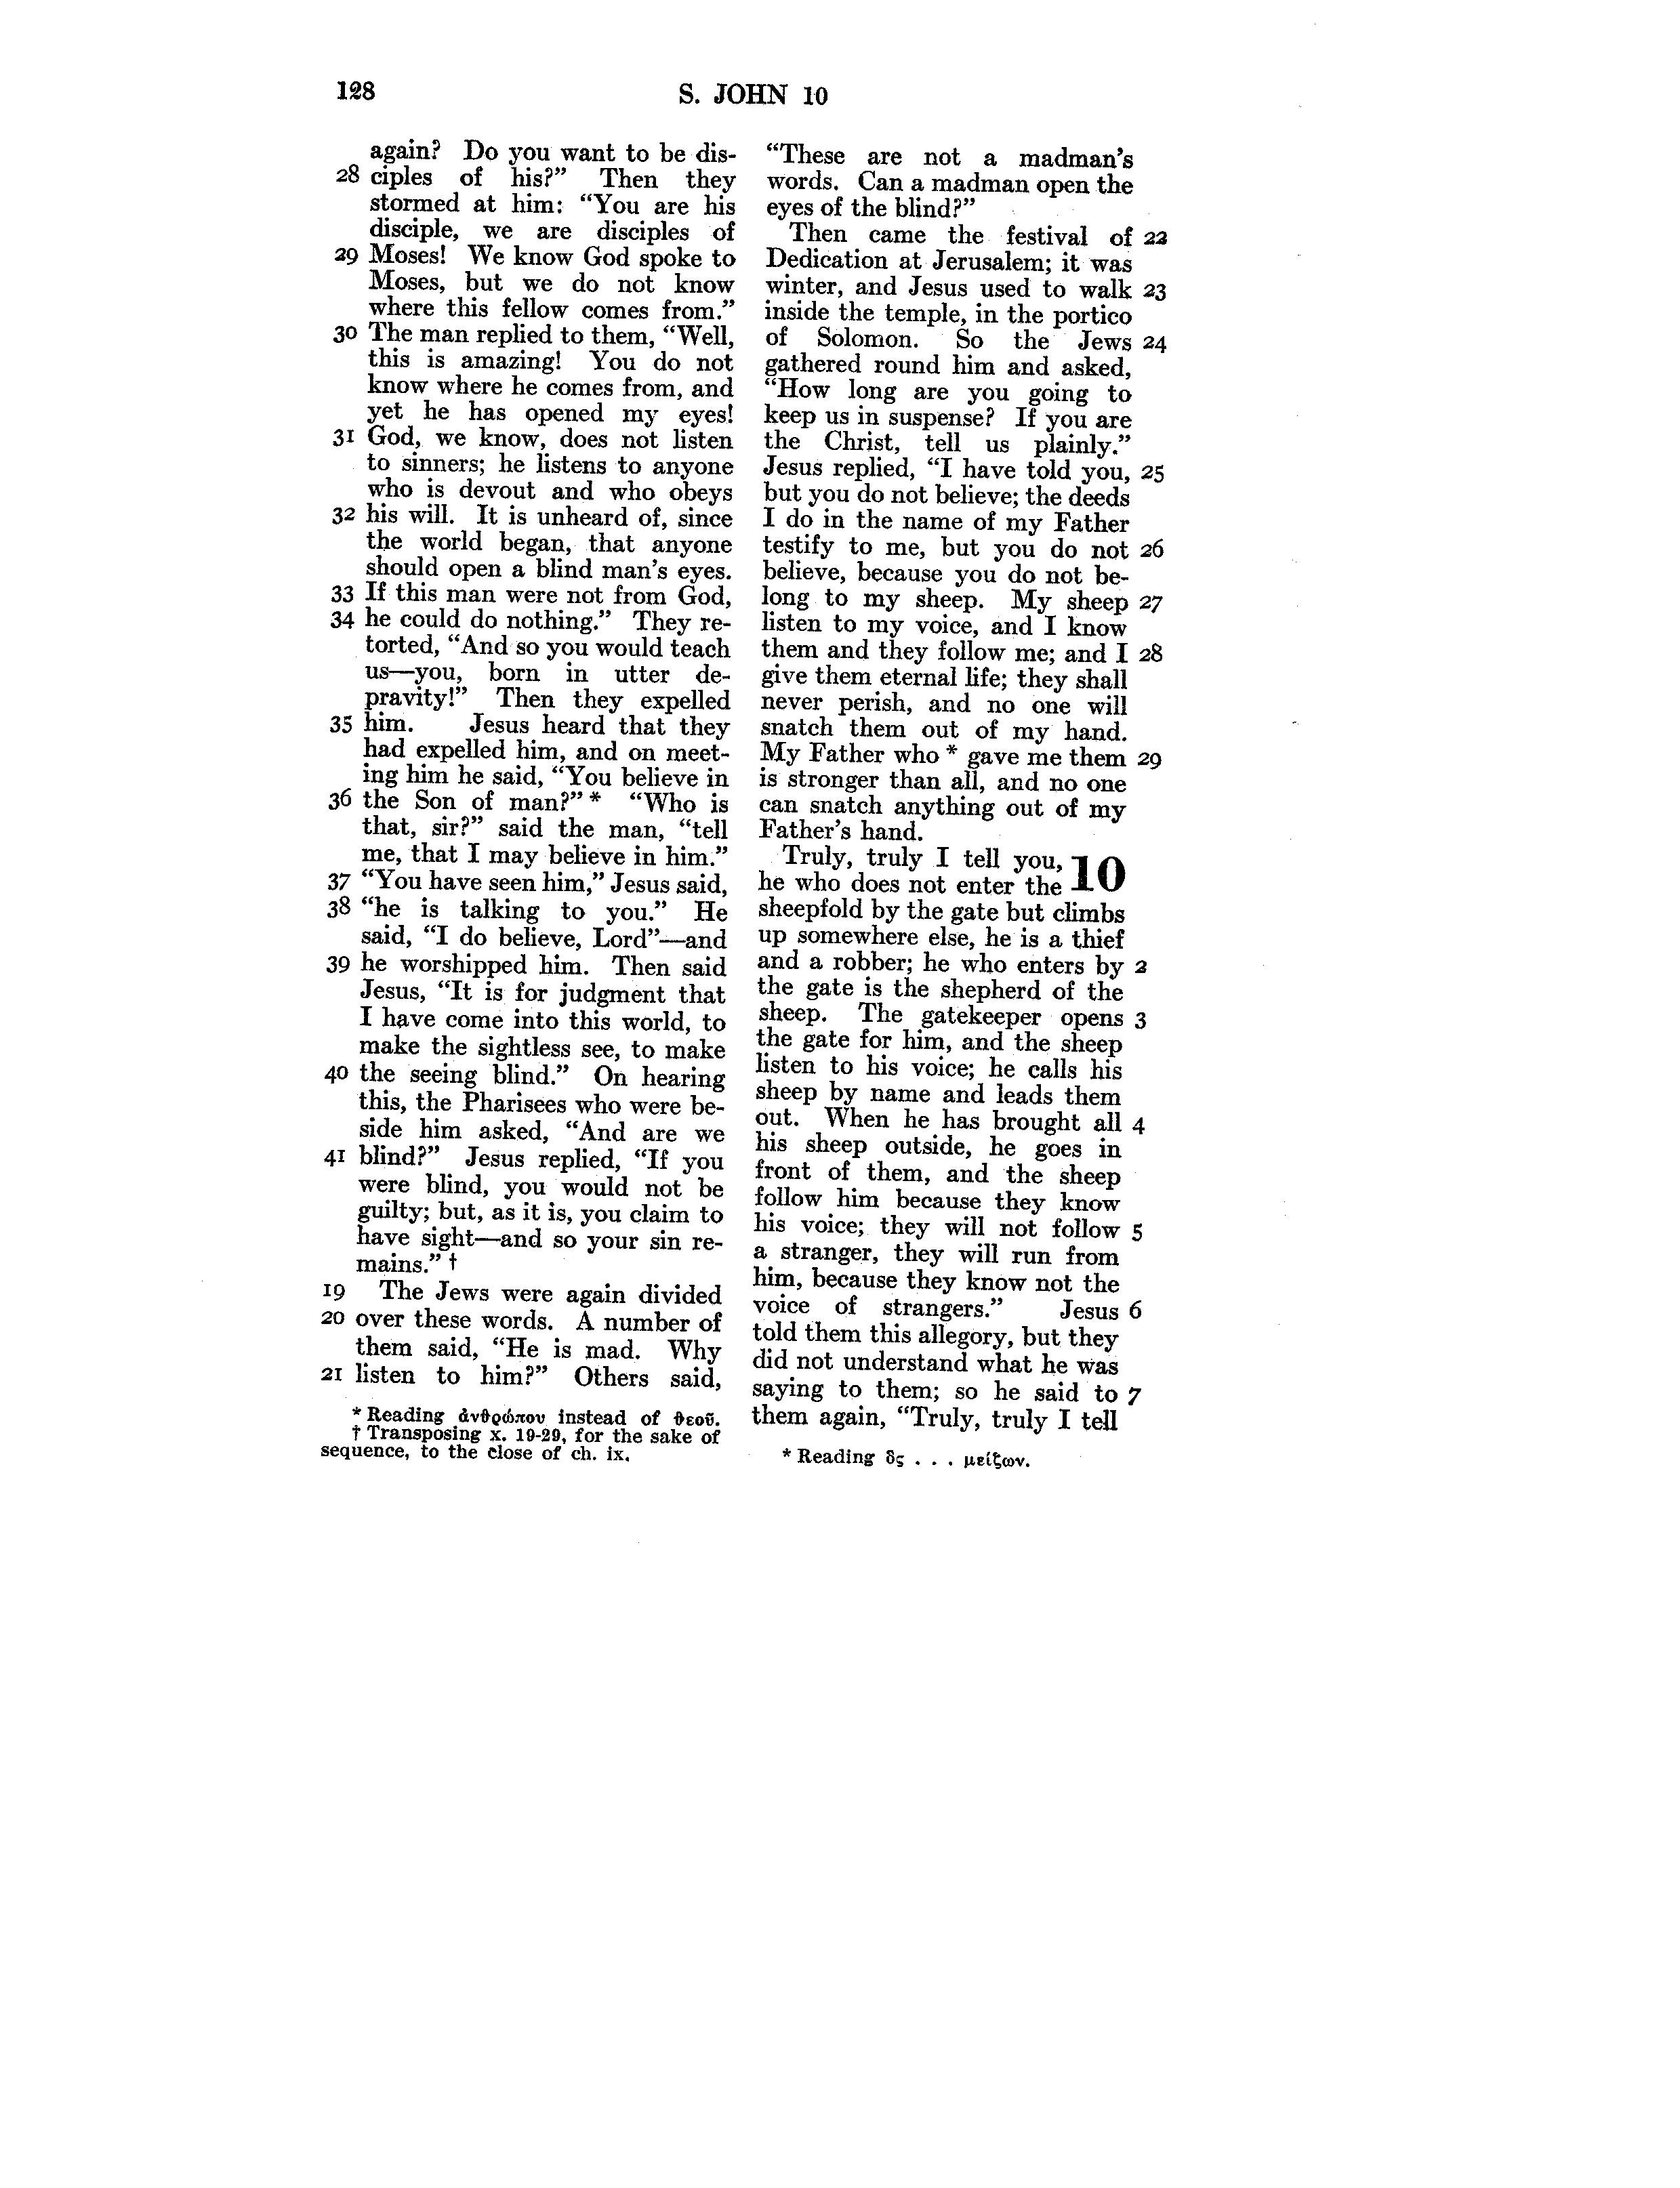 128
S. JOHN 10
again? Do you want to be dis-
28 ciples of his?” Then they
stormed at him: “You are his
disciple, we are disciples of
29 Moses! We know God spoke to
Moses, but we do not know
where this fellow comes from.”
30 The man replied to them, “Well,
this is amazing! You do not
know where he comes from, and
yet he has opened my eyes!
31 God, we know, does not listen
to sinners; he listens to anyone
who is devout and who obeys
32 his will. It is unheard of, since
the world began, that anyone
should open a blind man’s eyes.
33 If this man were not from God,
34 he could do nothing.” They re-
torted, “And so you would teach
us—you, born in utter de-
pravity!” Then they expelled
35 him. Jesus heard that they
had expelled him, and on meet-
ing him he said, “You believe in
36 the Son of man?” * “Who is
that, sir?” said the man, “tell
me, that I may believe in him.”
37 “You have seen him,” Jesus said,
38 “he is talking to you.” He
said, “I do believe, Lord”—and
39 he worshipped him. Then said
Jesus, “It is for judgment that
I have come into this world, to
make the sightless see, to make
40 the seeing blind.” On hearing
this, the Pharisees who were be-
side him asked, “And are we
41 blind?” Jesus replied, “If you
were blind, you would not be
guilty; but, as it is, you claim to
have sight—and so your sin re-
mains.” †
19 The Jews were again divided
20 over these words. A number of
them said, “He is mad. Why
21 listen to him?” Others said,
* Reading ἀνθρώπου instead of θεοῦ.
† Transposing x. 19-29, for the sake of
sequence, to the close of ch. ix.
“These are not a madman’s
words. Can a madman open the
eyes of the blind?”
Then came the festival of 22
Dedication at Jerusalem; it was
winter, and Jesus used to walk 23
inside the temple, in the portico
of Solomon. So the Jews 24
gathered round him and asked,
“How long are you going to
keep us in suspense? If you are
the Christ, tell us plainly.”
Jesus replied, “I have told you, 25
but you do not believe; the deeds
I do in the name of my Father
testify to me, but you do not 26
believe, because you do not be-
long to my sheep. My sheep 27
listen to my voice, and I know
them and they follow me; and I 28
give them eternal life; they shall
never perish, and no one will
snatch them out of my hand.
My Father who * gave me them 29
is stronger than all, and no one
can snatch anything out of my
Father’s hand.
Truly, truly I tell you, 10
he who does not enter the
sheepfold by the gate but climbs
up somewhere else, he is a thief
and a robber; he who enters by 2
the gate is the shepherd of the
sheep. The gatekeeper opens 3
the gate for him, and the sheep
listen to his voice; he calls his
sheep by name and leads them
out. When he has brought all 4
his sheep outside, he goes in
front of them, and the sheep
follow him because they know
his voice; they will not follow 5
a stranger, they will run from
him, because they know not the
voice of strangers.” Jesus 6
told them this allegory, but they
did not understand what he was
saying to them; so he said to 7
them again, “Truly, truly I tell
* Reading ὃς . . . μείζων.